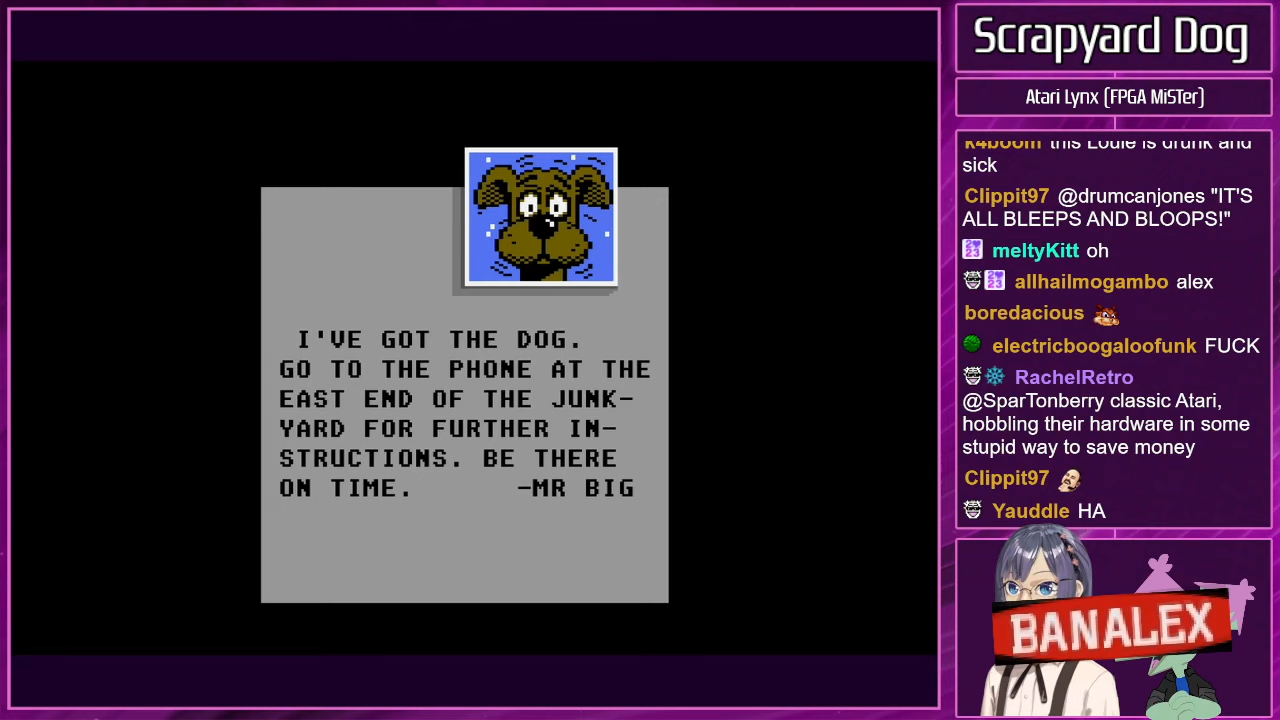 Scrapyard Dog
Atari Lynx (FPGA MiSTer)
I'VE GOT THE DOG.
GO TO THE PHONE AT THE
EAST END OF THE JUNK-
YARD FOR FURTHER IN-
STRUCTIONS. BE THERE
ON TIME. -MR BIG
k4boom this Louie is drunk and
sick
Clippit97 @drumcanjones "IT'S
ALL BLEEPS AND BLOOPS!"
meltyKitt oh
allhailmogambo alex
boredacious
electricboogaloofunk FUCK
RachelRetro
@SparTonberry classic Atari,
hobbling their hardware in some
stupid way to save money
Clippit97
Yauddle HA
BANALEX